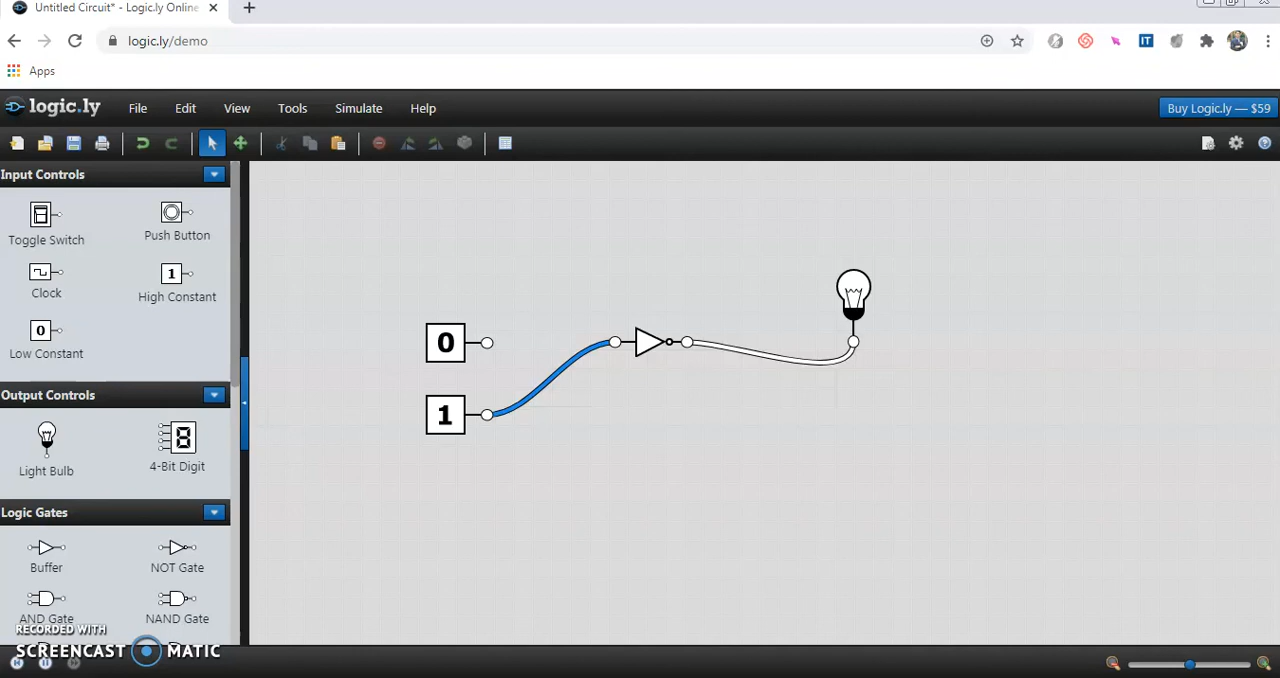 Untitled Circuit* - Logic.ly Online
logic.ly/demo
IT
Apps
logic.ly
File Edit View Tools Simulate Help
Buy Logic.ly — $59
Input Controls
Toggle Switch
Push Button
Clock
1
High Constant
0
Low Constant
0
1
Output Controls
Light Bulb
8
4-Bit Digit
Logic Gates
Buffer
NOT Gate
AND Gate
NAND Gate
RECORDED WITH
SCREENCAST MATIC